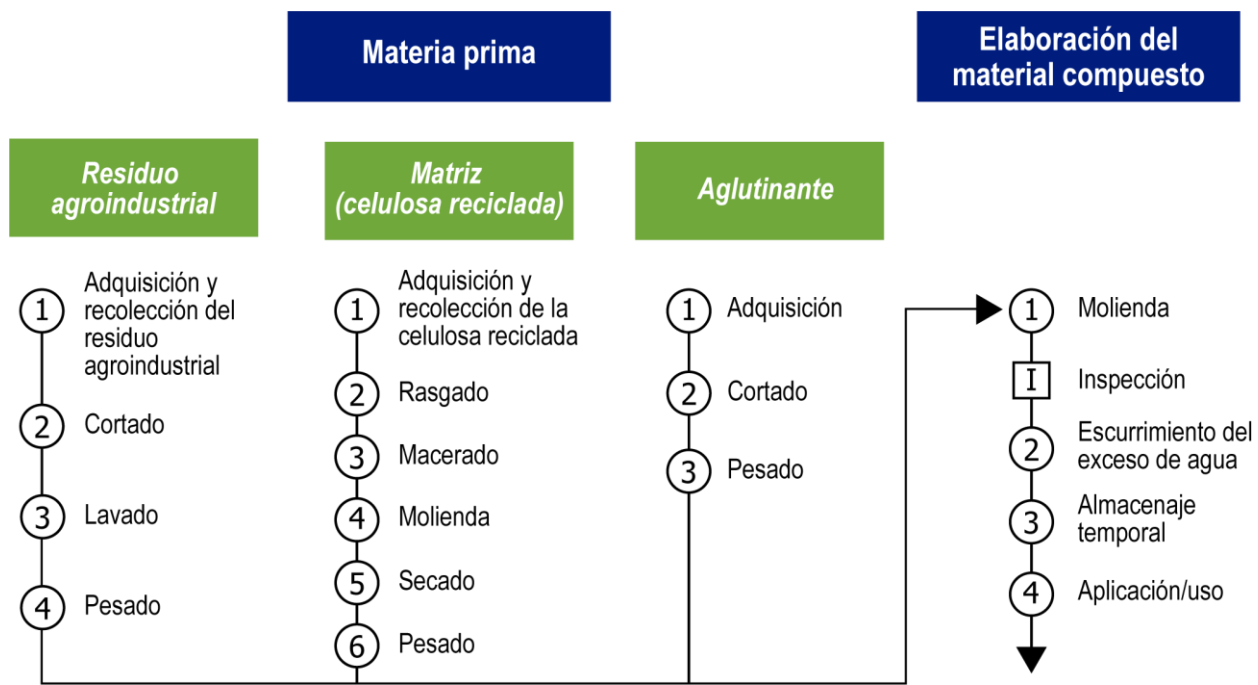 Materia prima
Elaboración del
material compuesto
Residuo
agroindustrial
Matriz
(celulosa reciclada)
Aglutinante
1
Adquisición y
recolección del
residuo
agroindustrial
2
Cortado
3
Lavado
4
Pesado
1
Adquisición y
recolección de la
celulosa reciclada
2
Rasgado
3
Macerado
4
Molienda
5
Secado
6
Pesado
1
Adquisición
2
Cortado
3
Pesado
1
Molienda
I
Inspección
2
Escurrimiento del
exceso de agua
3
Almacenaje
temporal
4
Aplicación/uso